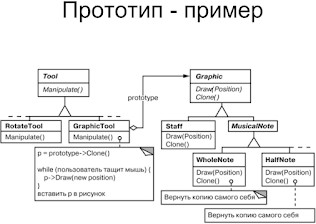 Прототип - пример
Tool
Manipulate()
Graphic
Draw(Position)
Clone()
prototype
RotateTool
Manipulate()
GraphicTool
Manipulate()
Staff
Draw(Position)
Clone()
MusicalNote
p = prototype->Clone()
while (пользователь тащит мышь) {
p->Draw(new position)
}
вставить p в рисунок
WholeNote
Draw(Position)
Clone()
HalfNote
Draw(Position)
Clone()
Вернуть копию самого себя
Вернуть копию самого себя